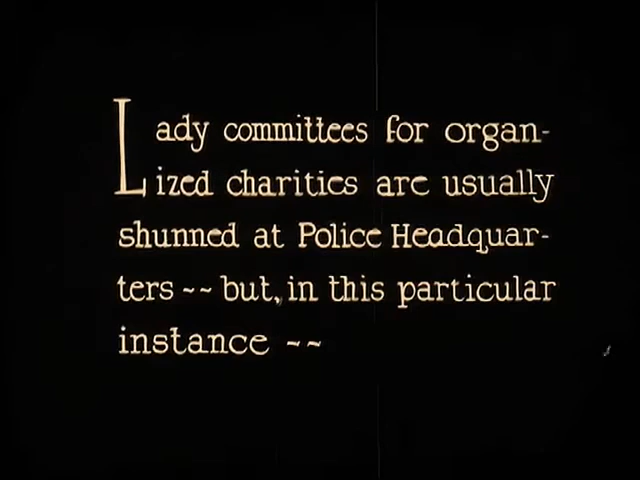 Lady committees for organ-
ized charities are usually
shunned at Police Headquar-
ters -- but, in this particular
instance --